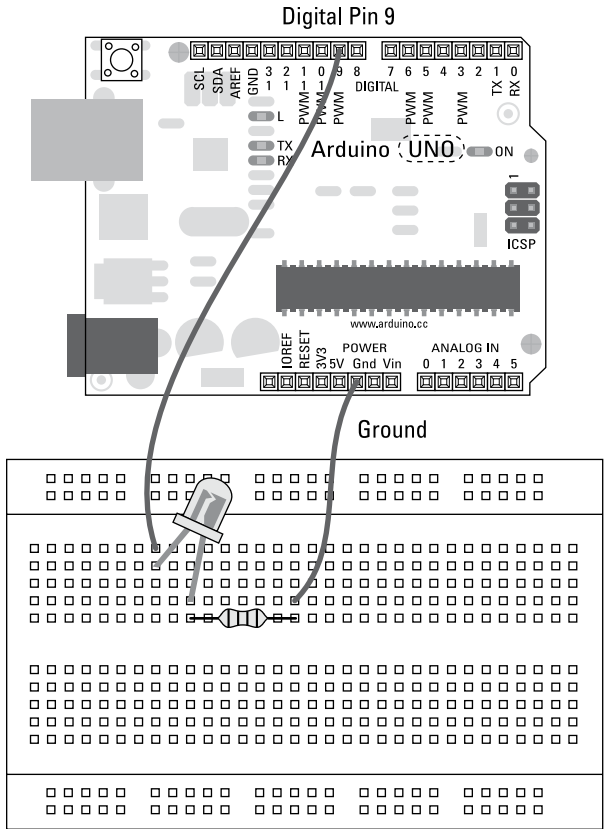 Digital Pin 9
SCL
SDA
AREF
GND
13
12
11
10
9
8
7
6
5
4
3
2
1
0
PWM
PWM
PWM
DIGITAL
PWM
PWM
PWM
TX
RX
L
TX
RX
Arduino UNO
ON
1
ICSP
www.arduino.cc
IOREF
RESET
3V3
5V
POWER
Gnd
Vin
ANALOG IN
0 1 2 3 4 5
Ground